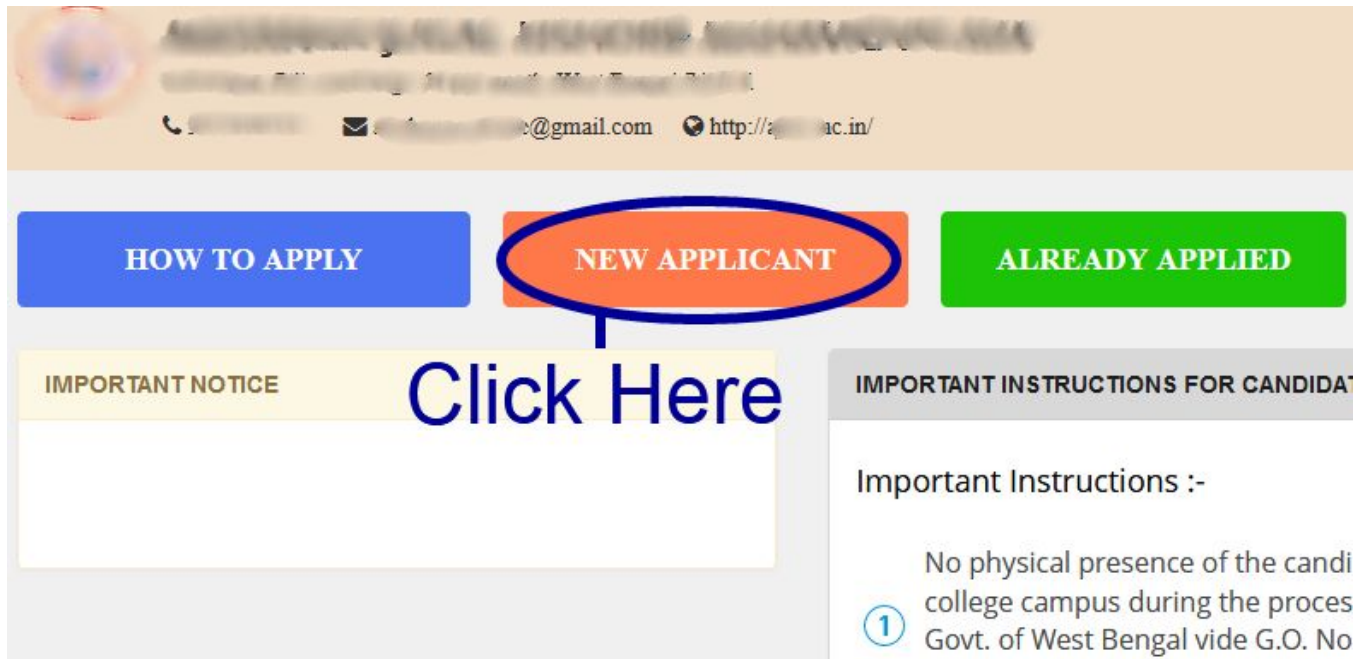 @gmail.com http://a ac.in/
HOW TO APPLY
NEW APPLICANT
ALREADY APPLIED
Click Here
IMPORTANT NOTICE
IMPORTANT INSTRUCTIONS FOR CANDIDAT
Important Instructions :-
1
No physical presence of the candi
college campus during the proces
Govt. of West Bengal vide G.O. No